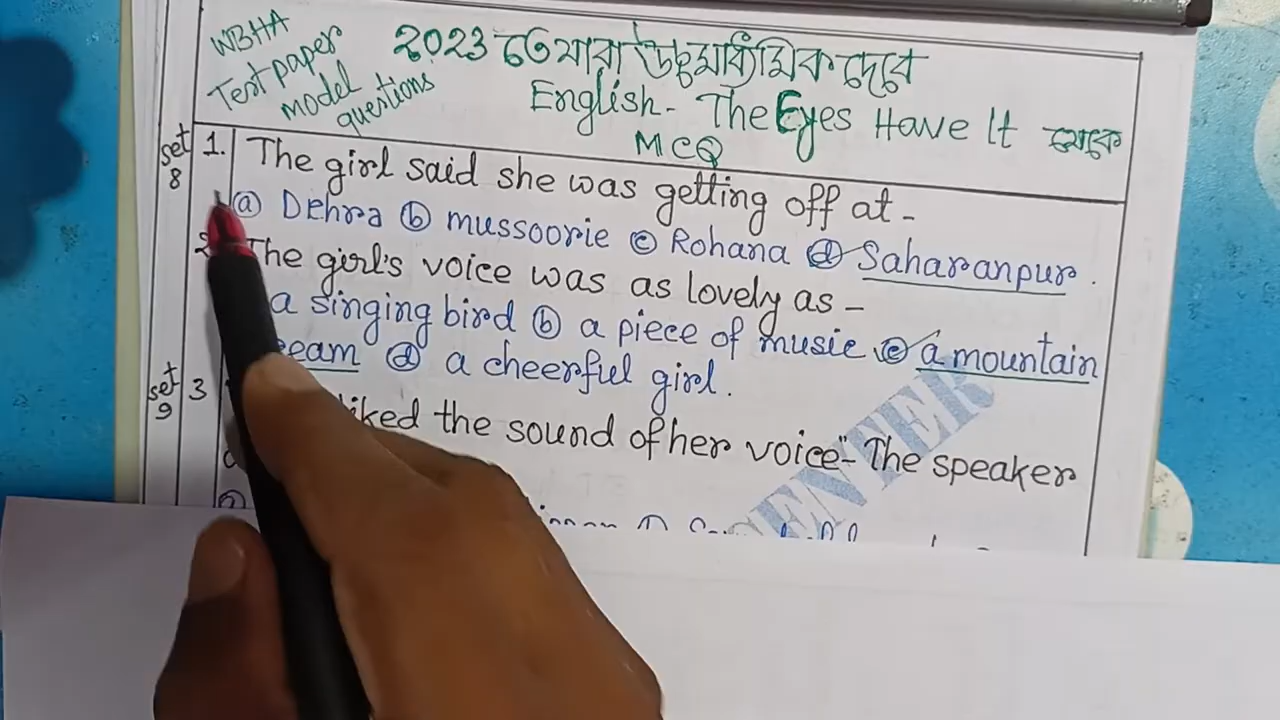 WBHA
Test paper
model
questions
2023 তে যারা উচ্চমাধ্যমিক দেবে
English - The Eyes Have It থেকে
MCQ
set 8
1. The girl said she was getting off at -
ⓐ Dehra ⓑ mussoorie ⓒ Rohana ⓓ Saharanpur.
2. The girl's voice was as lovely as -
a singing bird ⓑ a piece of music ⓒ a mountain
ⓓ a cheerful girl.
set 9
3 liked the sound of her voice" - The speaker
CENTER